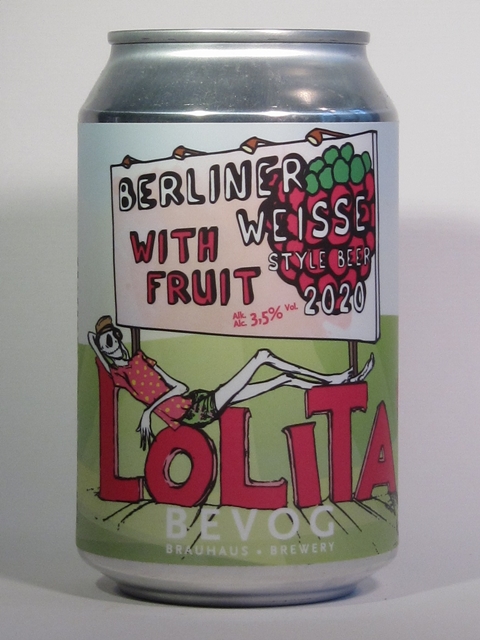 BERLINER
WEISSE
WITH
STYLE BEER
FRUIT
2020
Alk.
Alc 3,5% Vol
LOLITA
BEVOG
BRAUHAUS • BREWERY